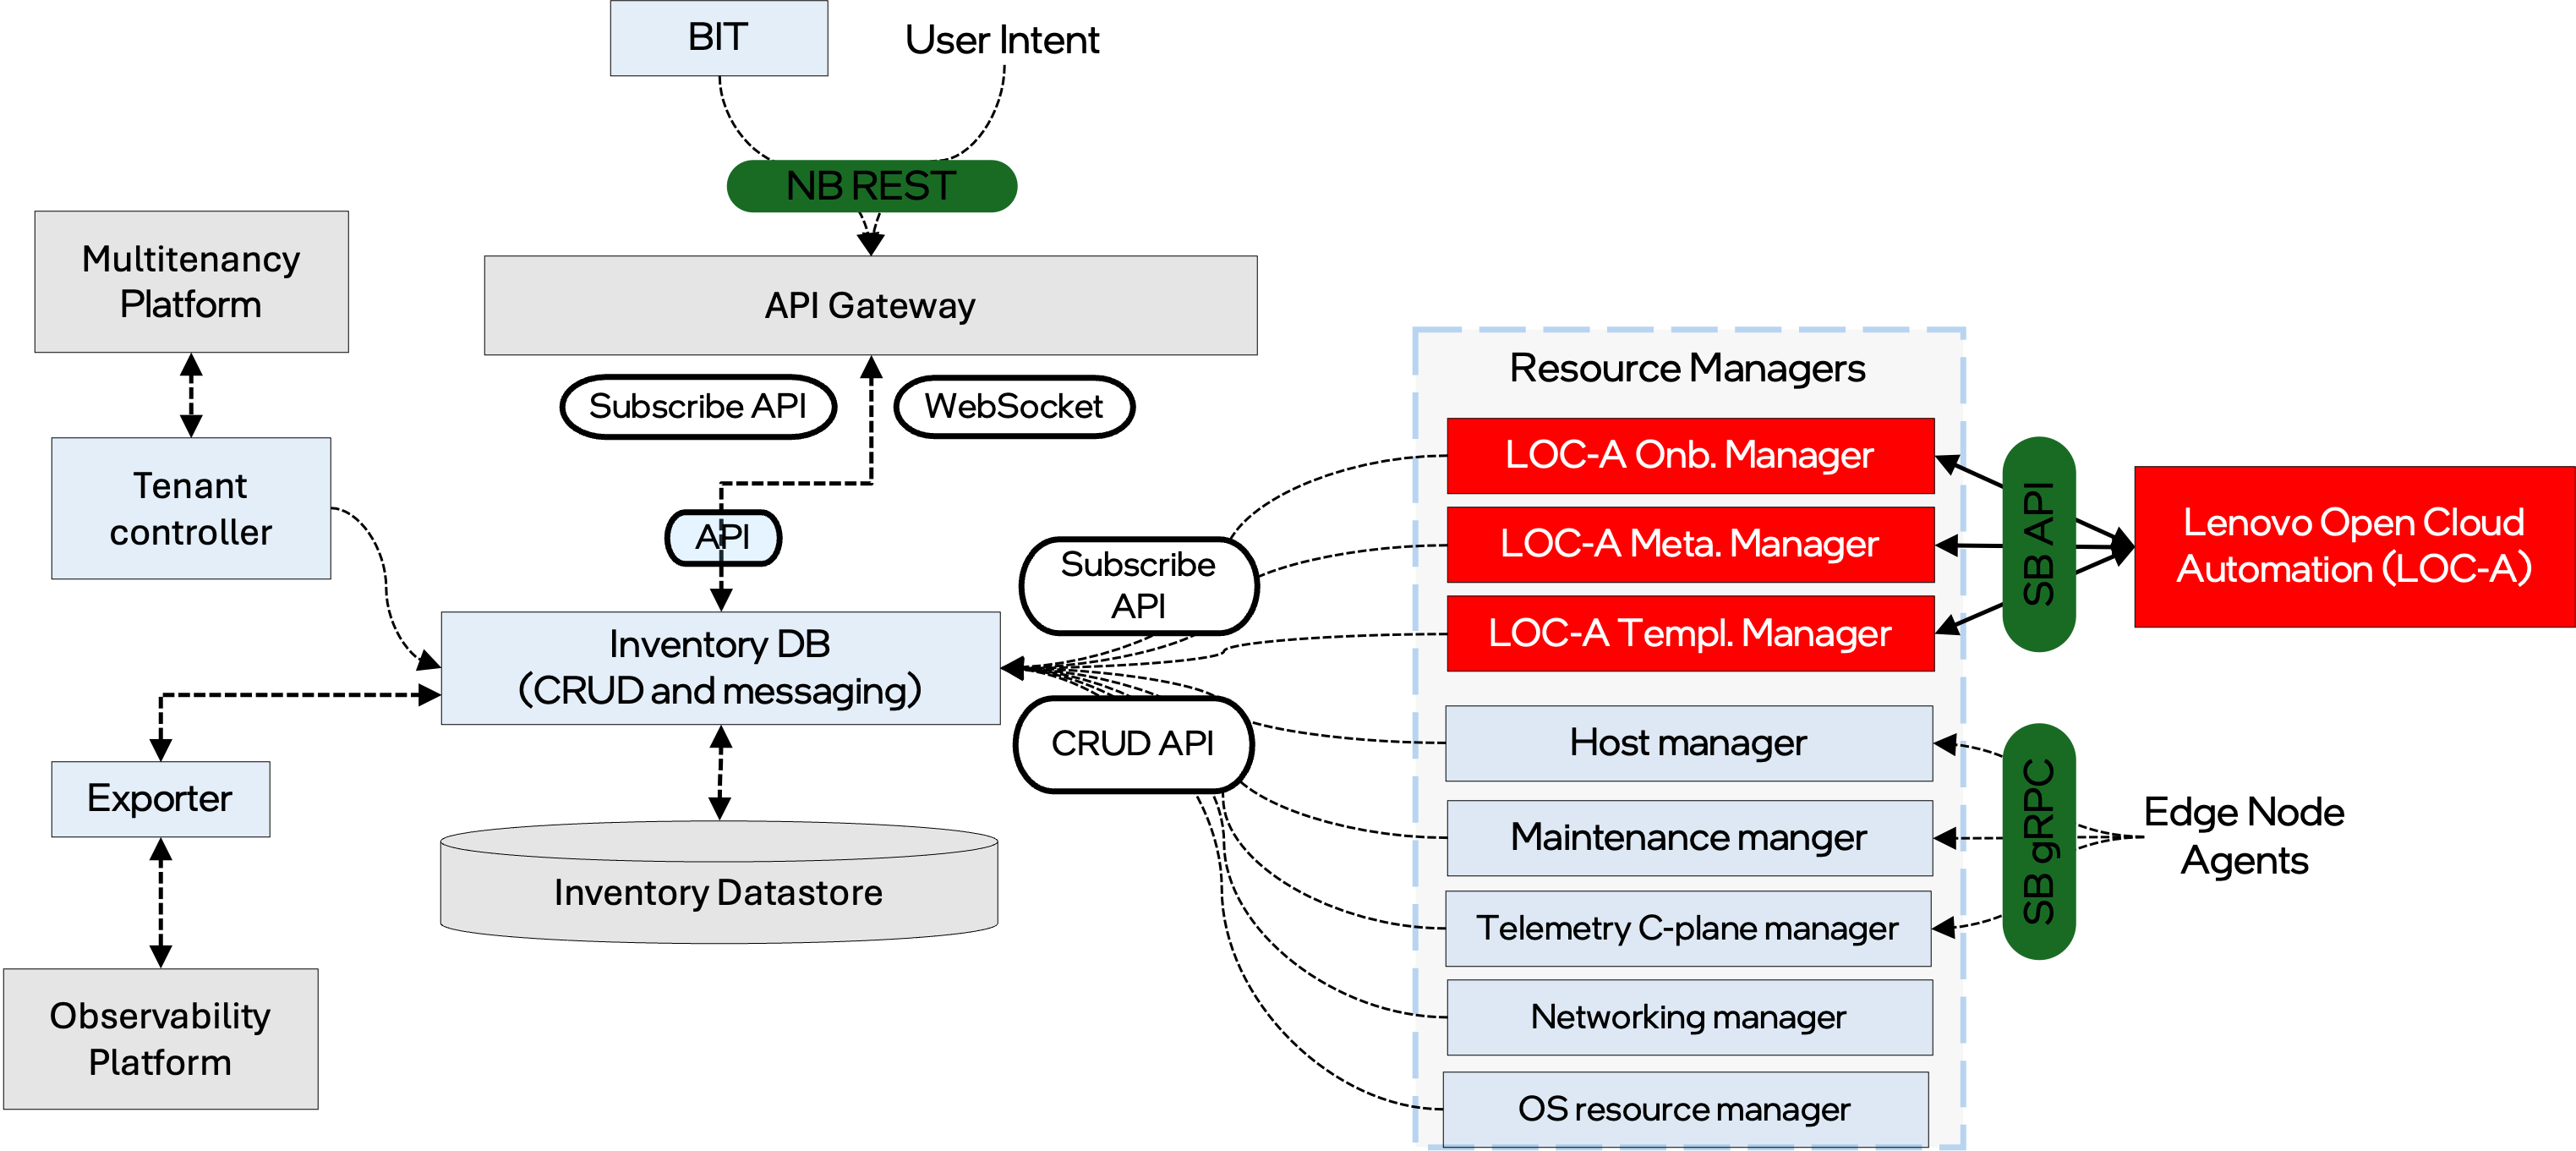 BIT
User Intent
NB REST
Multitenancy
Platform
API Gateway
Subscribe API
WebSocket
Tenant
controller
API
Inventory DB
(CRUD and messaging)
Exporter
Inventory Datastore
Observability
Platform
Subscribe
API
CRUD API
Resource Managers
LOC-A Onb. Manager
LOC-A Meta. Manager
LOC-A Templ. Manager
Host manager
Maintenance manger
Telemetry C-plane manager
Networking manager
OS resource manager
SB API
Lenovo Open Cloud
Automation (LOC-A)
SB gRPC
Edge Node
Agents